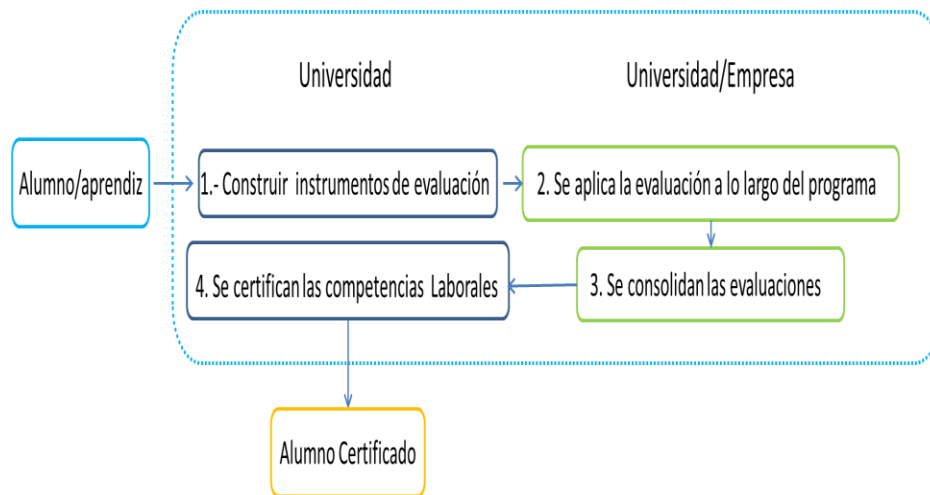 Universidad
Universidad/Empresa
Alumno/aprendiz
1.- Construir instrumentos de evaluación
2. Se aplica la evaluación a lo largo del programa
3. Se consolidan las evaluaciones
4. Se certifican las competencias Laborales
Alumno Certificado